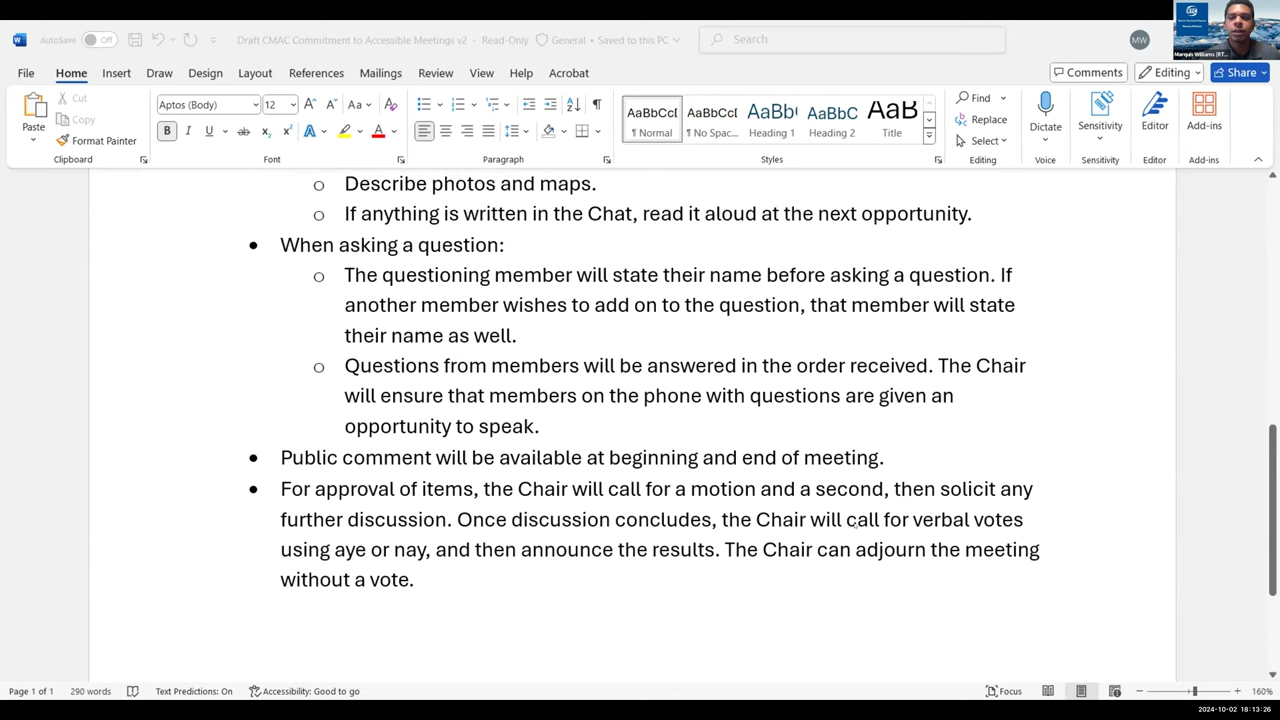 AutoSave Off Draft CMAC Commitment to Accessible Meetings v2 - Read-Only General • Saved to this PC Search MW
Marquis Williams (RT...
File Home Insert Draw Design Layout References Mailings Review View Help Acrobat Comments Editing Share
Paste Cut Copy Format Painter
Aptos (Body) 12
AaBbCcI AaBbCcI AaBb( AaBbC AaB
¶ Normal ¶ No Spac... Heading 1 Heading 2 Title
Find Replace Select
Dictate Sensitivity Editor Add-ins
Clipboard Font Paragraph Styles Editing Voice Sensitivity Editor Add-ins
o Describe photos and maps.
o If anything is written in the Chat, read it aloud at the next opportunity.
• When asking a question:
o The questioning member will state their name before asking a question. If
another member wishes to add on to the question, that member will state
their name as well.
o Questions from members will be answered in the order received. The Chair
will ensure that members on the phone with questions are given an
opportunity to speak.
• Public comment will be available at beginning and end of meeting.
• For approval of items, the Chair will call for a motion and a second, then solicit any
further discussion. Once discussion concludes, the Chair will call for verbal votes
using aye or nay, and then announce the results. The Chair can adjourn the meeting
without a vote.
Page 1 of 1 290 words Text Predictions: On Accessibility: Good to go Focus 160%
2024-10-02 18:13:26